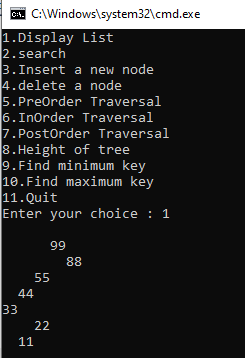 C:\Windows\system32\cmd.exe
1.Display List
2.search
3.Insert a new node
4.delete a node
5.PreOrder Traversal
6.InOrder Traversal
7.PostOrder Traversal
8.Height of tree
9.Find minimum key
10.Find maximum key
11.Quit
Enter your choice : 1
99
88
55
44
33
22
11